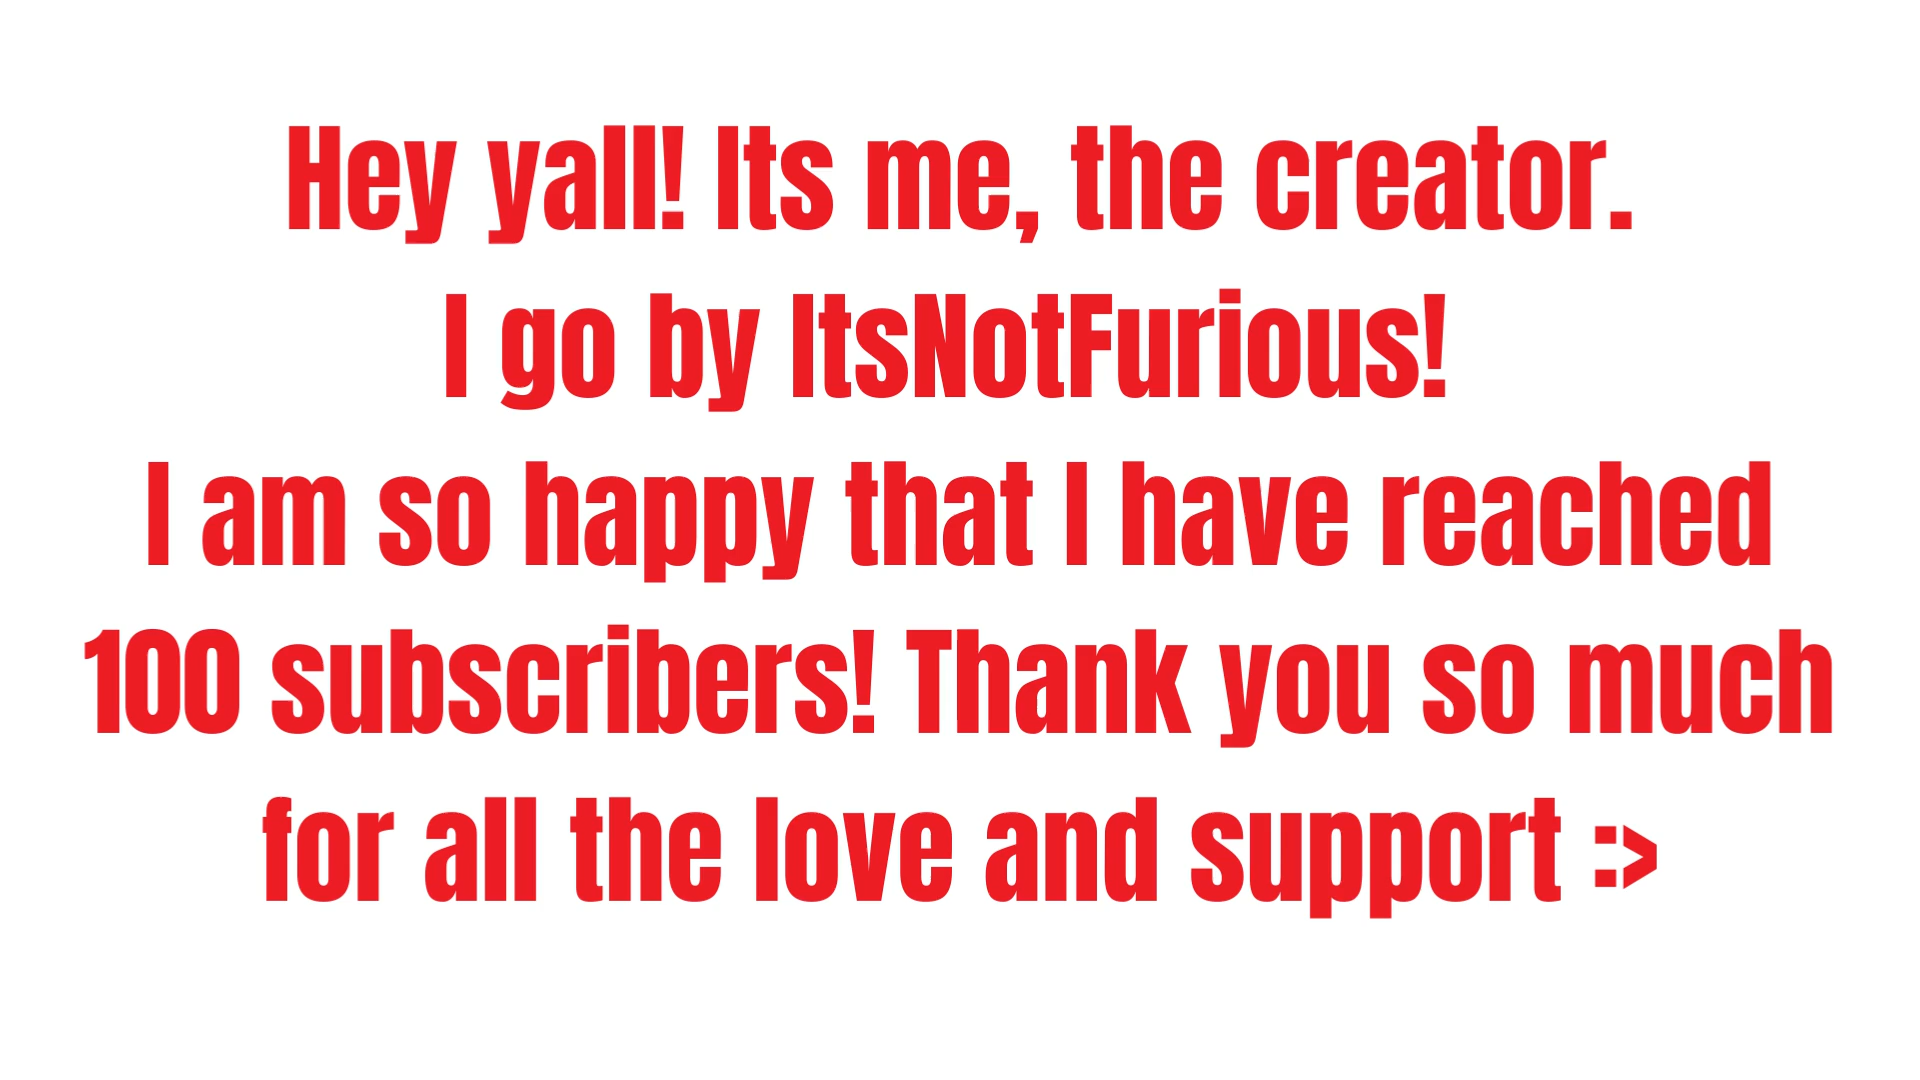 Hey yall! Its me, the creator.
I go by ItsNotFurious!
I am so happy that I have reached
100 subscribers! Thank you so much
for all the love and support :>